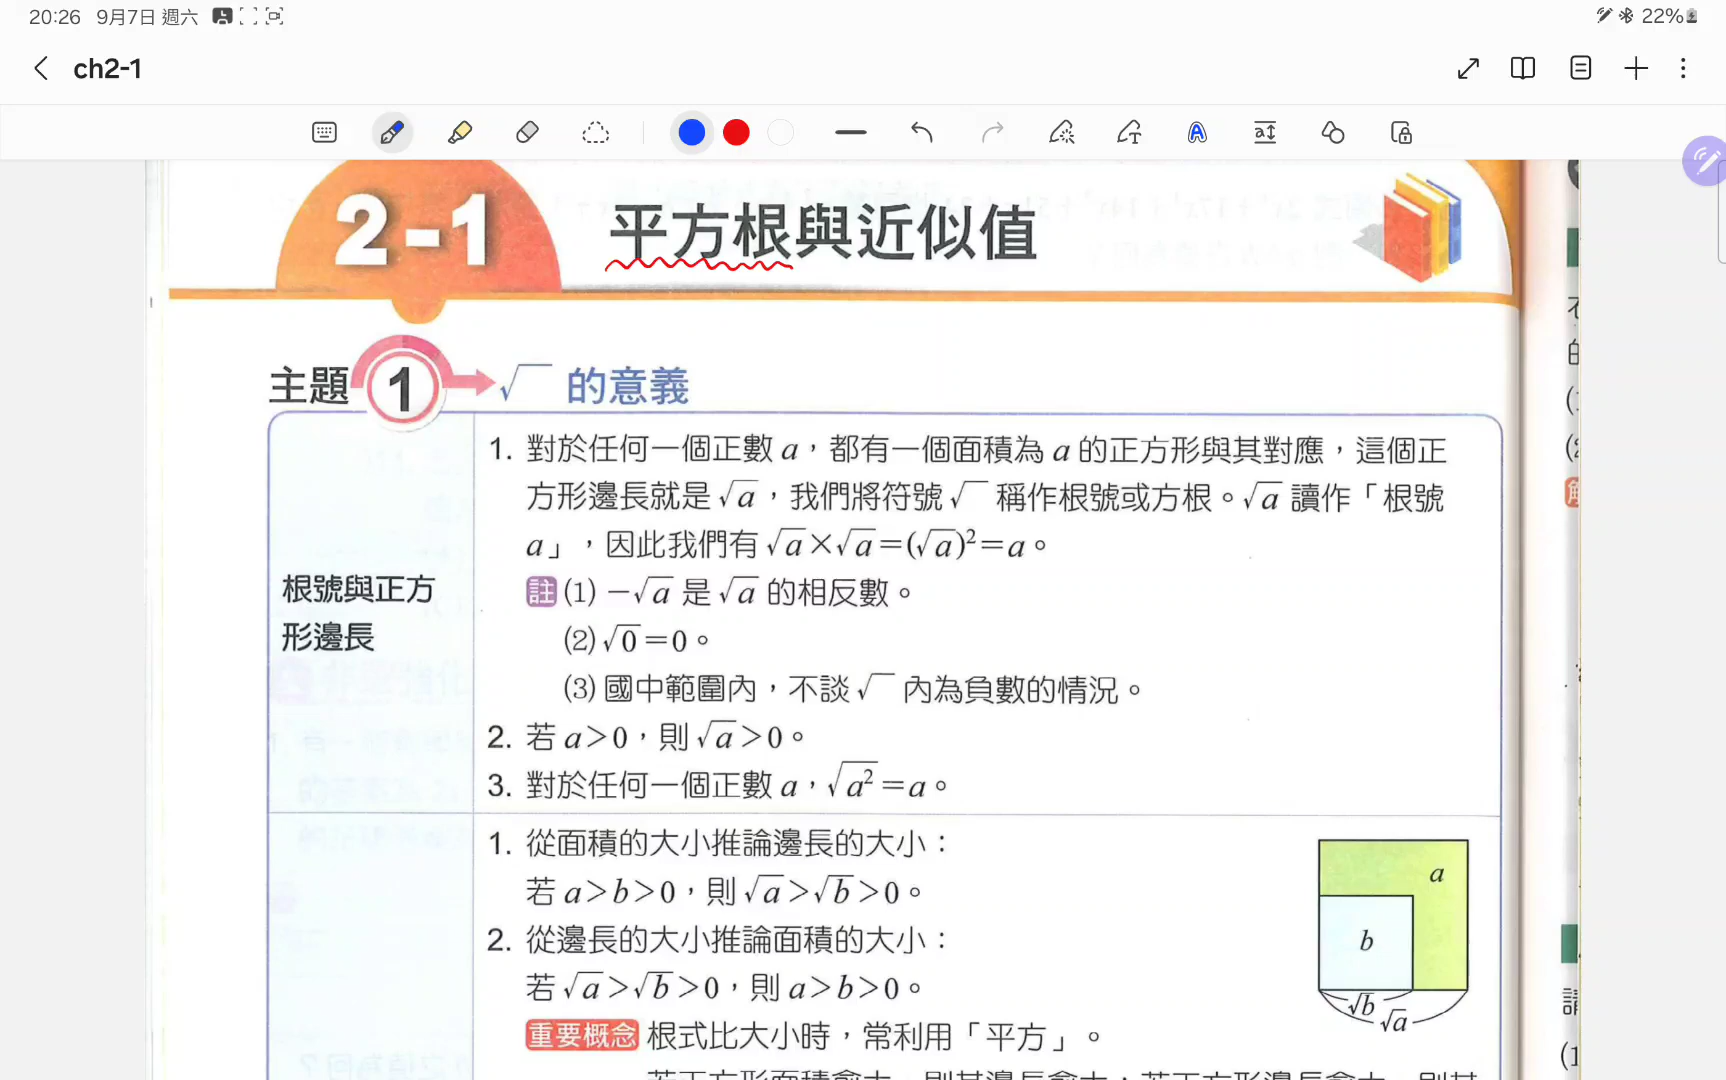 20:26 9月7日 週六 22%
ch2-1
2-1 平方根與近似值
主題 1 √ 的意義
根號與正方
形邊長
1. 對於任何一個正數 a，都有一個面積為 a 的正方形與其對應，這個正
方形邊長就是 √a，我們將符號 √ 稱作根號或方根。√a 讀作「根號
a」，因此我們有 √a×√a=(√a)²=a。
註 (1) −√a 是 √a 的相反數。
(2) √0=0。
(3) 國中範圍內，不談 √ 內為負數的情況。
2. 若 a>0，則 √a>0。
3. 對於任何一個正數 a，√a²=a。
1. 從面積的大小推論邊長的大小：
若 a>b>0，則 √a>√b>0。
2. 從邊長的大小推論面積的大小：
若 √a>√b>0，則 a>b>0。
重要概念 根式比大小時，常利用「平方」。
a
b
√b
√a